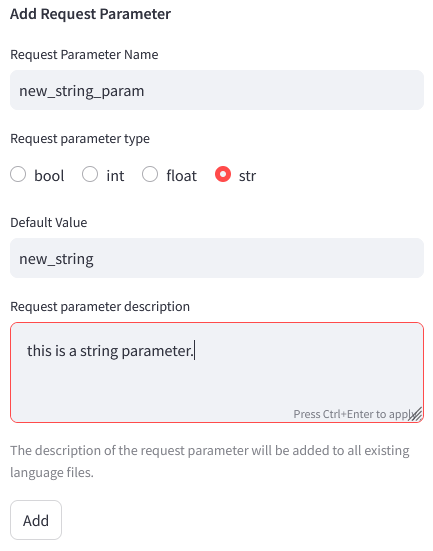 Add Request Parameter
Request Parameter Name
new_string_param
Request parameter type
bool int float str
Default Value
new_string
Request parameter description
this is a string parameter.
Press Ctrl+Enter to apply
The description of the request parameter will be added to all existing
language files.
Add